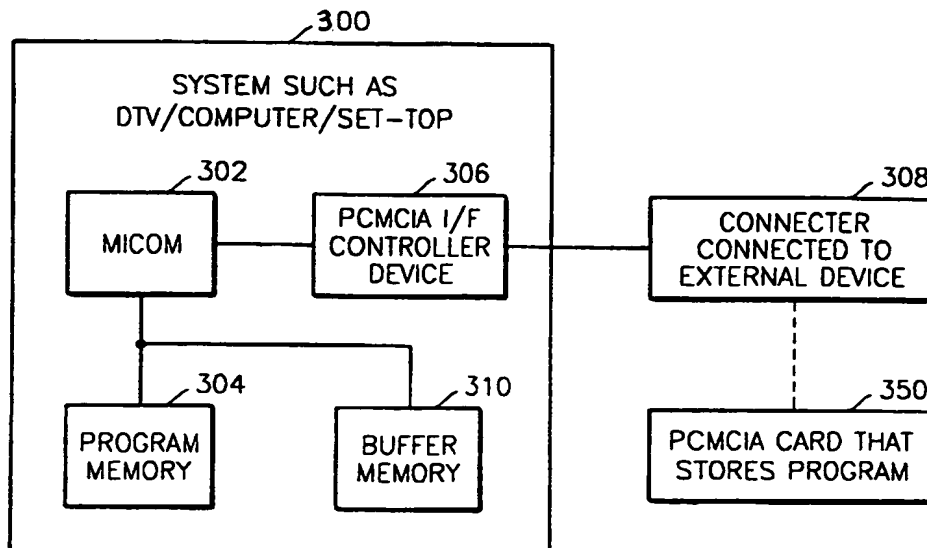 300
SYSTEM SUCH AS
DTV/COMPUTER/SET-TOP
302
MICOM
306
PCMCIA I/F
CONTROLLER
DEVICE
308
CONNECTER
CONNECTED TO
EXTERNAL DEVICE
304
PROGRAM
MEMORY
310
BUFFER
MEMORY
350
PCMCIA CARD THAT
STORES PROGRAM